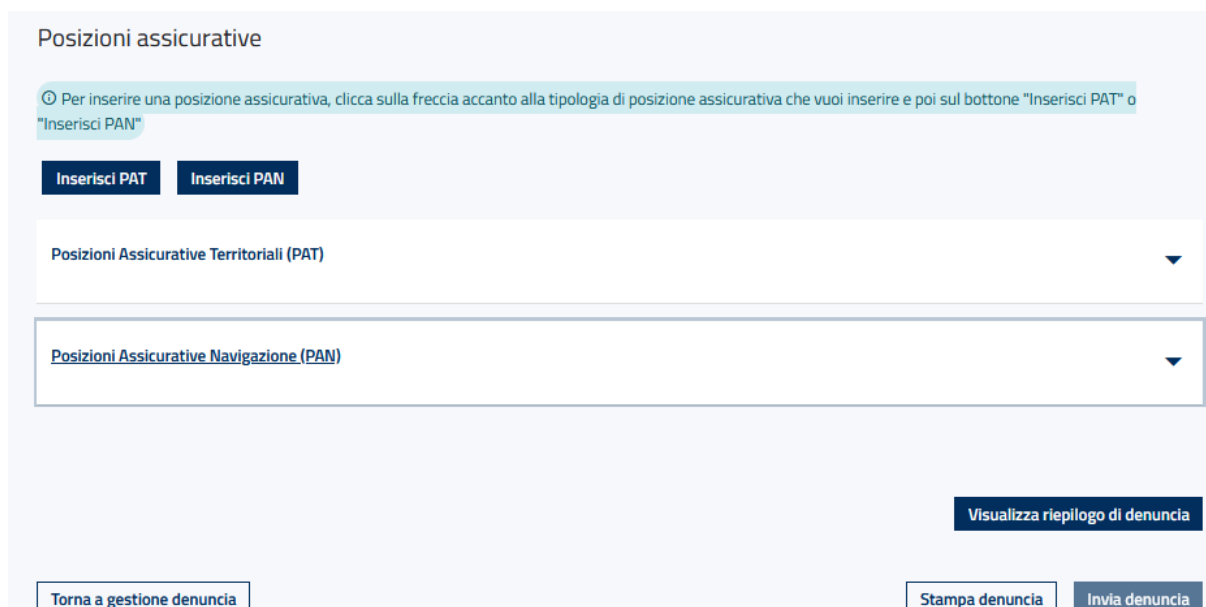 Posizioni assicurative
Per inserire una posizione assicurativa, clicca sulla freccia accanto alla tipologia di posizione assicurativa che vuoi inserire e poi sul bottone "Inserisci PAT" o
"Inserisci PAN"
Inserisci PAT Inserisci PAN
Posizioni Assicurative Territoriali (PAT)
Posizioni Assicurative Navigazione (PAN)
Visualizza riepilogo di denuncia
Torna a gestione denuncia Stampa denuncia Invia denuncia